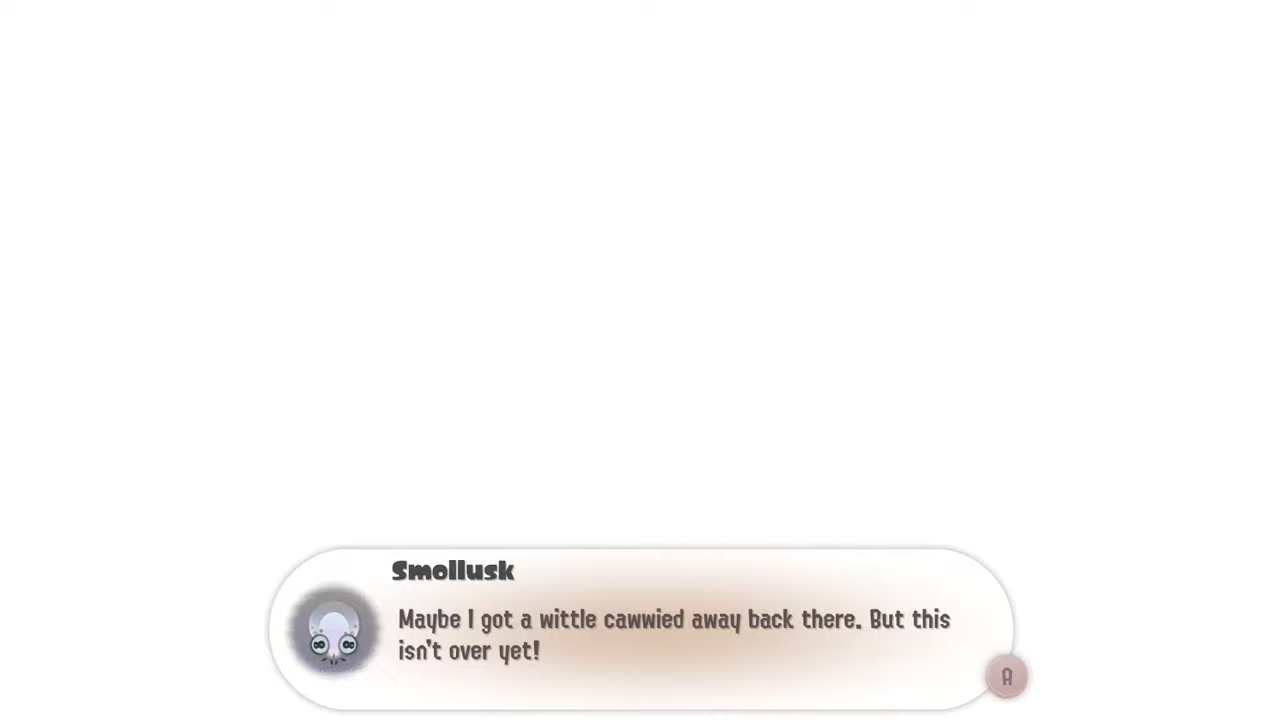 Smollusk
Maybe I got a wittle cawwied away back there. But this
isn't over yet!
A